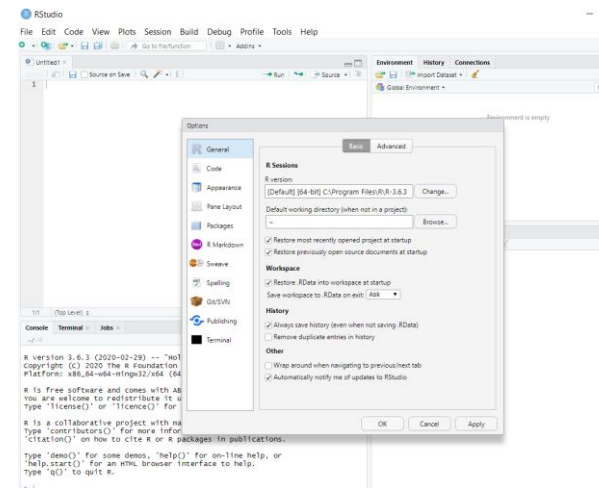 RStudio
File Edit Code View Plots Session Build Debug Profile Tools Help
Go to file/function
Addins
Untitled1
Source on Save
Run
Source
1
1:1 (Top Level)
Environment History Connections
Import Dataset
Global Environment
Environment is empty
Options
General
Code
Appearance
Pane Layout
Packages
R Markdown
Sweave
Spelling
Git/SVN
Publishing
Terminal
Basic Advanced
R Sessions
R version
[Default] [64-bit] C:\Program Files\R\R-3.6.3 Change...
Default working directory (when not in a project):
~ Browse...
Restore most recently opened project at startup
Restore previously open source documents at startup
Workspace
Restore .RData into workspace at startup
Save workspace to .RData on exit: Ask
History
Always save history (even when not saving .RData)
Remove duplicate entries in history
Other
Wrap around when navigating to previous/next tab
Automatically notify me of updates to RStudio
OK Cancel Apply
Console Terminal Jobs
R version 3.6.3 (2020-02-29) -- "Hol
Copyright (C) 2020 The R Foundation
Platform: x86_64-w64-mingw32/x64 (64
R is free software and comes with AB
You are welcome to redistribute it u
Type 'license()' or 'licence()' for
R is a collaborative project with ma
Type 'contributors()' for more infor
'citation()' on how to cite R or R packages in publications.
Type 'demo()' for some demos, 'help()' for on-line help, or
'help.start()' for an HTML browser interface to help.
Type 'q()' to quit R.